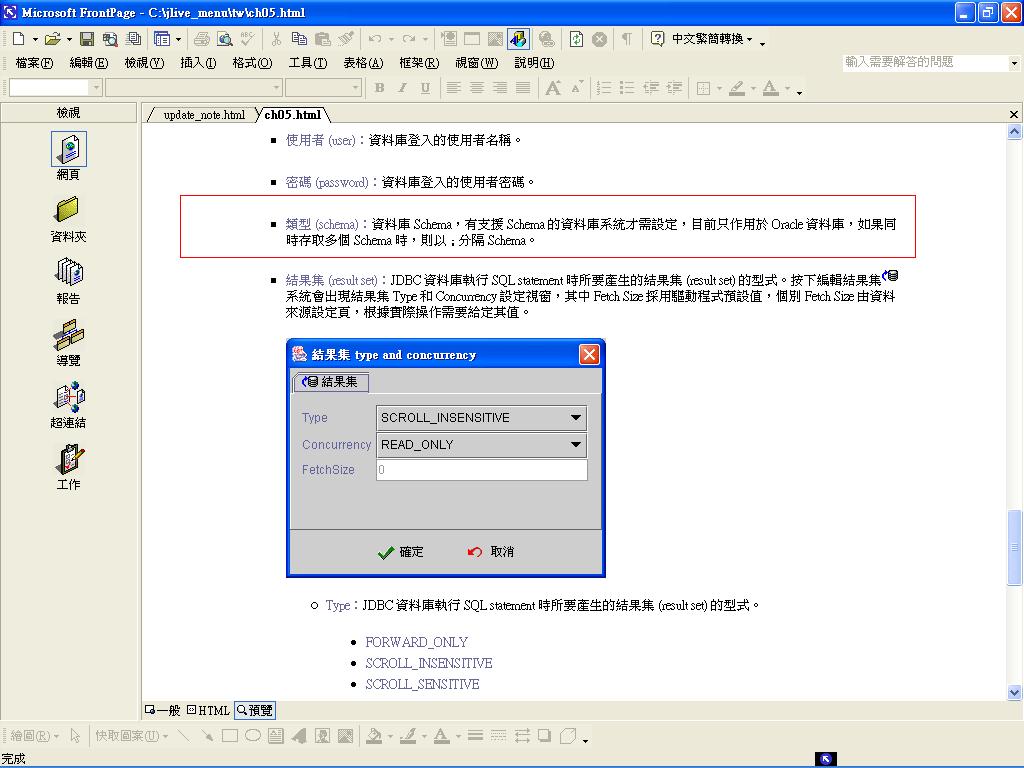 Microsoft FrontPage - C:\jlive_menu\tw\ch05.html
中文繁簡轉換
檔案(F) 編輯(E) 檢視(V) 插入(I) 格式(O) 工具(T) 表格(A) 框架(R) 視窗(W) 說明(H) 輸入需要解答的問題
B I U A A A
檢視 update_note.html ch05.html
網頁
資料夾
報告
導覽
超連結
工作
使用者 (user)：資料庫登入的使用者名稱。
密碼 (password)：資料庫登入的使用者密碼。
類型 (schema)：資料庫 Schema，有支援 Schema 的資料庫系統才需設定，目前只作用於 Oracle 資料庫，如果同
時存取多個 Schema 時，則以 ; 分隔 Schema。
結果集 (result set)：JDBC 資料庫執行 SQL statement 時所要產生的結果集 (result set) 的型式。按下編輯結果集
系統會出現結果集 Type 和 Concurrency 設定視窗，其中 Fetch Size 採用驅動程式預設值，個別 Fetch Size 由資料
來源設定頁，根據實際操作需要給定其值。
結果集 type and concurrency
結果集
Type SCROLL_INSENSITIVE
Concurrency READ_ONLY
FetchSize 0
確定 取消
Type：JDBC 資料庫執行 SQL statement 時所要產生的結果集 (result set) 的型式。
FORWARD_ONLY
SCROLL_INSENSITIVE
SCROLL_SENSITIVE
一般 HTML 預覽
繪圖(R) 快取圖案(U) A
完成